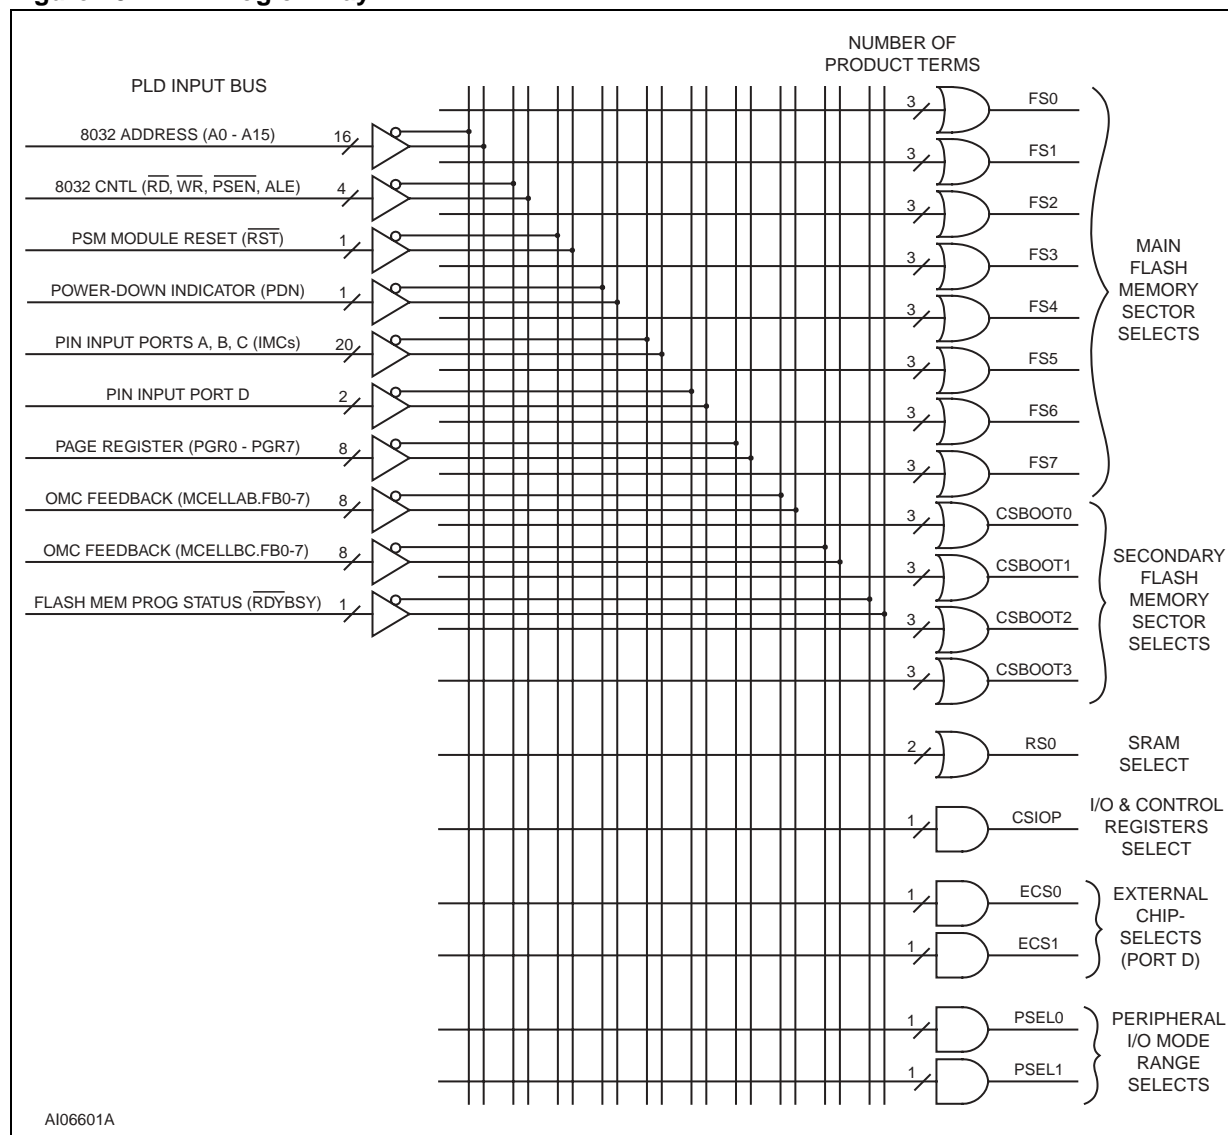 NUMBER OF
PRODUCT TERMS
PLD INPUT BUS
8032 ADDRESS (A0 - A15) 16
8032 CNTL (RD, WR, PSEN, ALE) 4
PSM MODULE RESET (RST) 1
POWER-DOWN INDICATOR (PDN) 1
PIN INPUT PORTS A, B, C (IMCs) 20
PIN INPUT PORT D 2
PAGE REGISTER (PGR0 - PGR7) 8
OMC FEEDBACK (MCELLAB.FB0-7) 8
OMC FEEDBACK (MCELLBC.FB0-7) 8
FLASH MEM PROG STATUS (RDYBSY) 1
3 FS0
3 FS1
3 FS2
3 FS3
3 FS4
3 FS5
3 FS6
3 FS7
MAIN
FLASH
MEMORY
SECTOR
SELECTS
3 CSBOOT0
3 CSBOOT1
3 CSBOOT2
3 CSBOOT3
SECONDARY
FLASH
MEMORY
SECTOR
SELECTS
2 RS0
SRAM
SELECT
1 CSIOP
I/O & CONTROL
REGISTERS
SELECT
1 ECS0
1 ECS1
EXTERNAL
CHIP-
SELECTS
(PORT D)
1 PSEL0
1 PSEL1
PERIPHERAL
I/O MODE
RANGE
SELECTS
AI06601A